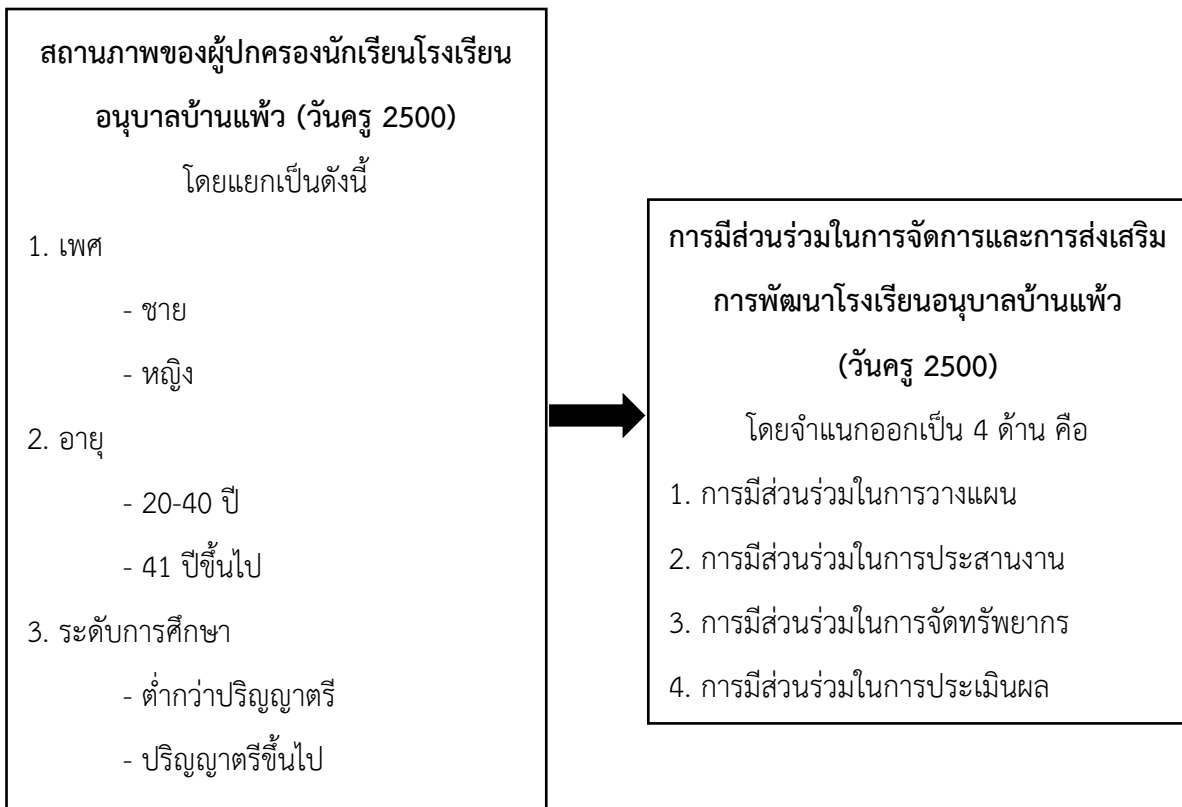 สถานภาพของผู้ปกครองนักเรียนโรงเรียน
อนุบาลบ้านแพ้ว (วันครู 2500)
โดยแยกเป็นดังนี้
1. เพศ
- ชาย
- หญิง
2. อายุ
- 20-40 ปี
- 41 ปีขึ้นไป
3. ระดับการศึกษา
- ต่ำกว่าปริญญาตรี
- ปริญญาตรีขึ้นไป
การมีส่วนร่วมในการจัดการและการส่งเสริม
การพัฒนาโรงเรียนอนุบาลบ้านแพ้ว
(วันครู 2500)
โดยจำแนกออกเป็น 4 ด้าน คือ
1. การมีส่วนร่วมในการวางแผน
2. การมีส่วนร่วมในการประสานงาน
3. การมีส่วนร่วมในการจัดทรัพยากร
4. การมีส่วนร่วมในการประเมินผล